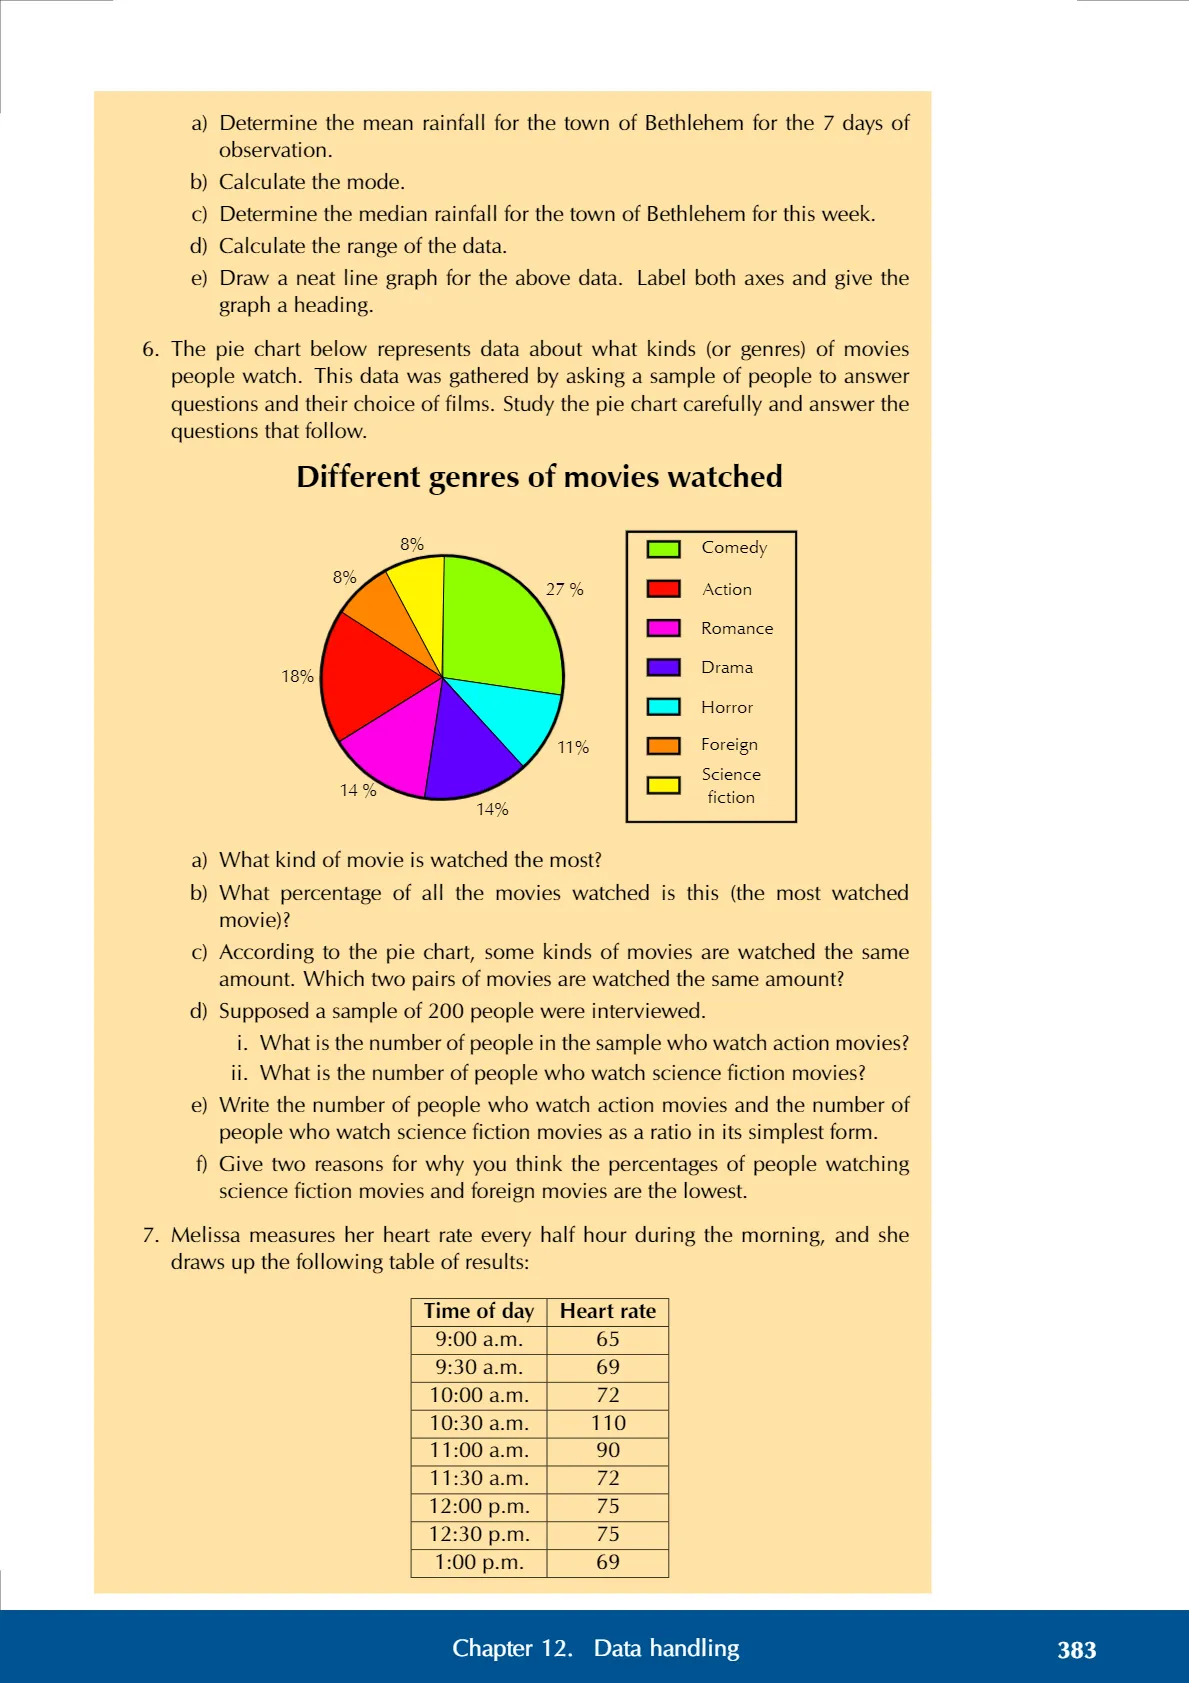 a) Determine the mean rainfall for the town of Bethlehem for the 7 days of
observation.
b) Calculate the mode.
c) Determine the median rainfall for the town of Bethlehem for this week.
d) Calculate the range of the data.
e) Draw a neat line graph for the above data. Label both axes and give the
graph a heading.
6. The pie chart below represents data about what kinds (or genres) of movies
people watch. This data was gathered by asking a sample of people to answer
questions and their choice of films. Study the pie chart carefully and answer the
questions that follow.
Different genres of movies watched
8%
8%
27 %
18%
11%
14 %
14%
Comedy
Action
Romance
Drama
Horror
Foreign
Science
fiction
a) What kind of movie is watched the most?
b) What percentage of all the movies watched is this (the most watched
movie)?
c) According to the pie chart, some kinds of movies are watched the same
amount. Which two pairs of movies are watched the same amount?
d) Supposed a sample of 200 people were interviewed.
i. What is the number of people in the sample who watch action movies?
ii. What is the number of people who watch science fiction movies?
e) Write the number of people who watch action movies and the number of
people who watch science fiction movies as a ratio in its simplest form.
f) Give two reasons for why you think the percentages of people watching
science fiction movies and foreign movies are the lowest.
7. Melissa measures her heart rate every half hour during the morning, and she
draws up the following table of results:
Time of day Heart rate
9:00 a.m. 65
9:30 a.m. 69
10:00 a.m. 72
10:30 a.m. 110
11:00 a.m. 90
11:30 a.m. 72
12:00 p.m. 75
12:30 p.m. 75
1:00 p.m. 69
Chapter 12. Data handling 383